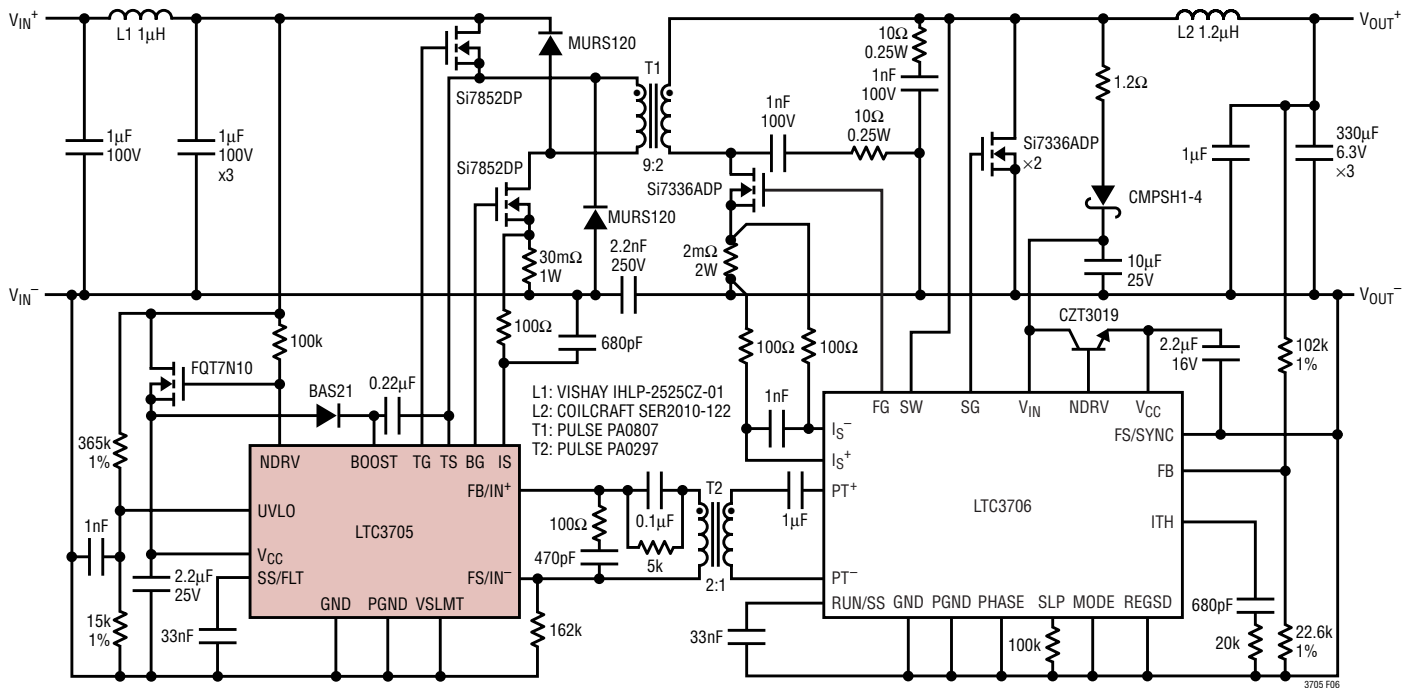 VIN+
L1 1µH
1µF
100V
1µF
100V
x3
Si7852DP
MURS120
Si7852DP
30mΩ
1W
MURS120
2.2nF
250V
T1
9:2
VIN−
100Ω
680pF
10Ω
0.25W
1nF
100V
1nF
100V
10Ω
0.25W
Si7336ADP
2mΩ
2W
Si7336ADP
×2
1.2Ω
CMPSH1-4
10µF
25V
L2 1.2µH
1µF
330µF
6.3V
×3
VOUT+
VOUT−
FQT7N10
100k
BAS21
0.22µF
365k
1%
1nF
15k
1%
2.2µF
25V
33nF
L1: VISHAY IHLP-2525CZ-01
L2: COILCRAFT SER2010-122
T1: PULSE PA0807
T2: PULSE PA0297
NDRV
BOOST
TG
TS
BG
IS
FB/IN+
UVLO
LTC3705
VCC
SS/FLT
FS/IN−
GND
PGND
VSLMT
100Ω
470pF
0.1µF
5k
T2
2:1
162k
1µF
100Ω
100Ω
1nF
CZT3019
2.2µF
16V
102k
1%
FG
SW
SG
VIN
NDRV
VCC
IS−
FS/SYNC
IS+
FB
PT+
LTC3706
ITH
PT−
RUN/SS
GND
PGND
PHASE
SLP
MODE
REGSD
33nF
100k
680pF
20k
22.6k
1%
3705 F06